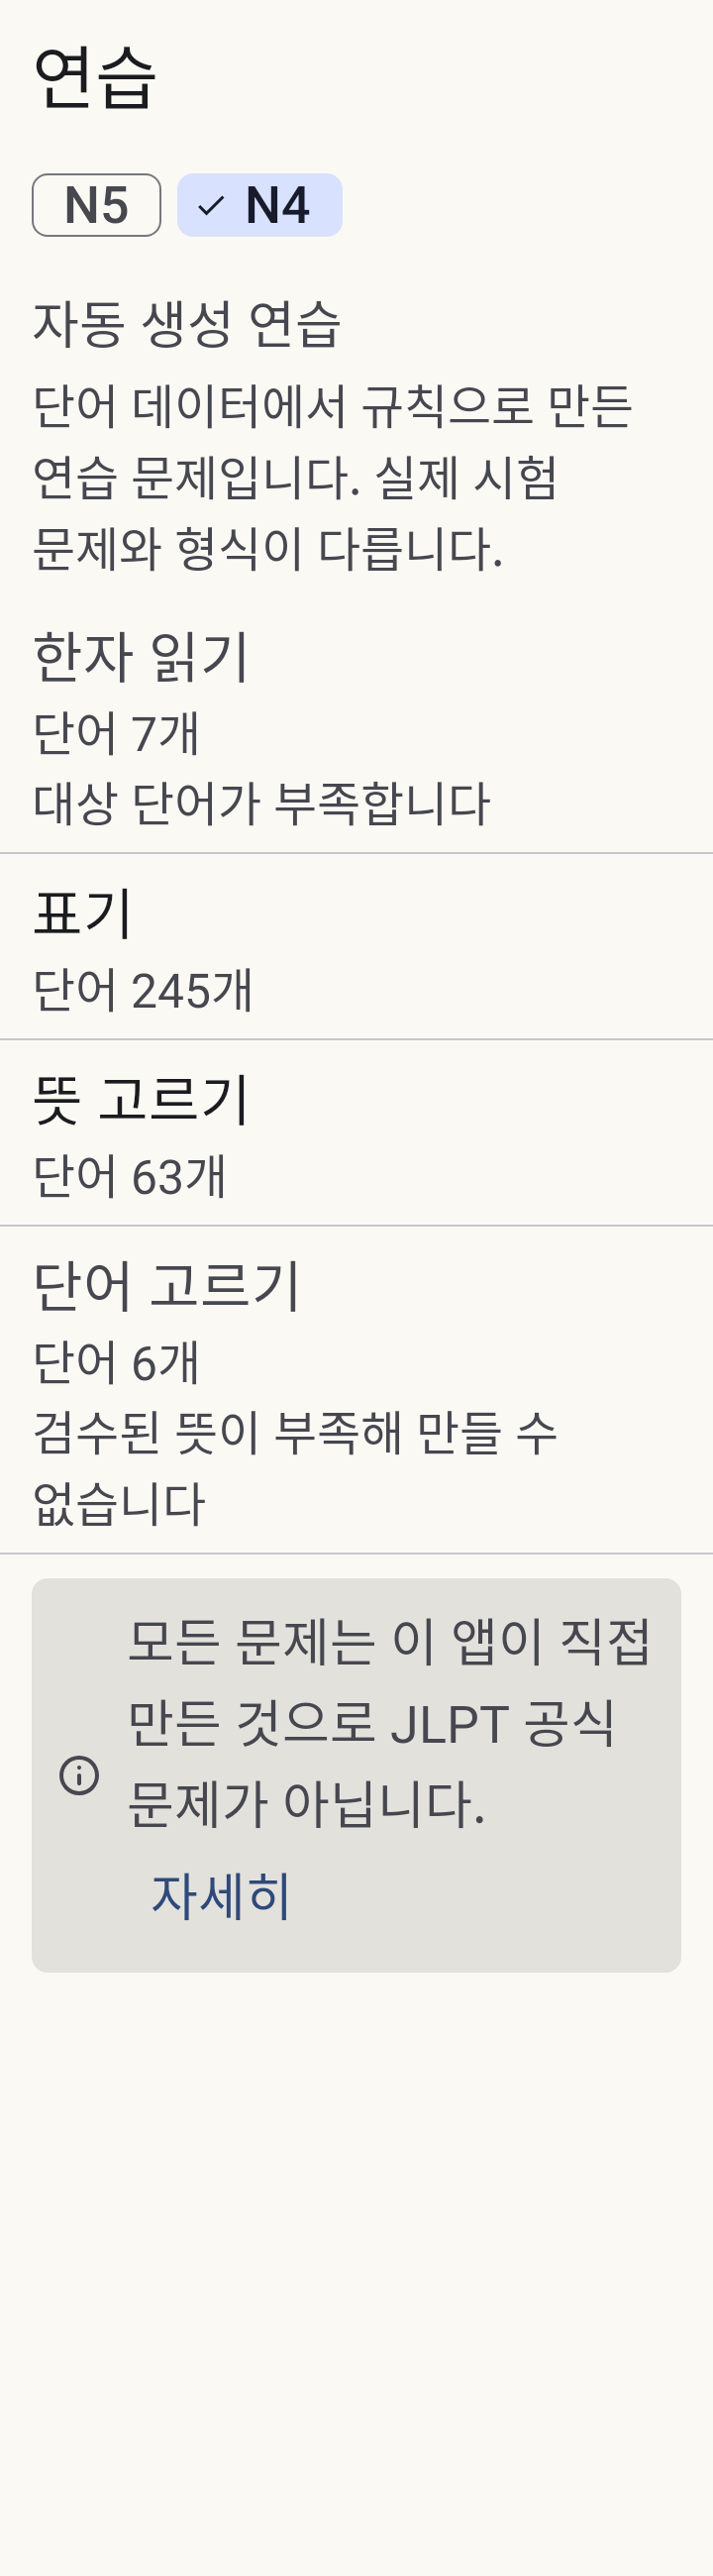 연습
N5
N4
자동 생성 연습
단어 데이터에서 규칙으로 만든
연습 문제입니다. 실제 시험
문제와 형식이 다릅니다.
한자 읽기
단어 7개
대상 단어가 부족합니다
표기
단어 245개
뜻 고르기
단어 63개
단어 고르기
단어 6개
검수된 뜻이 부족해 만들 수
없습니다
모든 문제는 이 앱이 직접
만든 것으로 JLPT 공식
문제가 아닙니다.
자세히